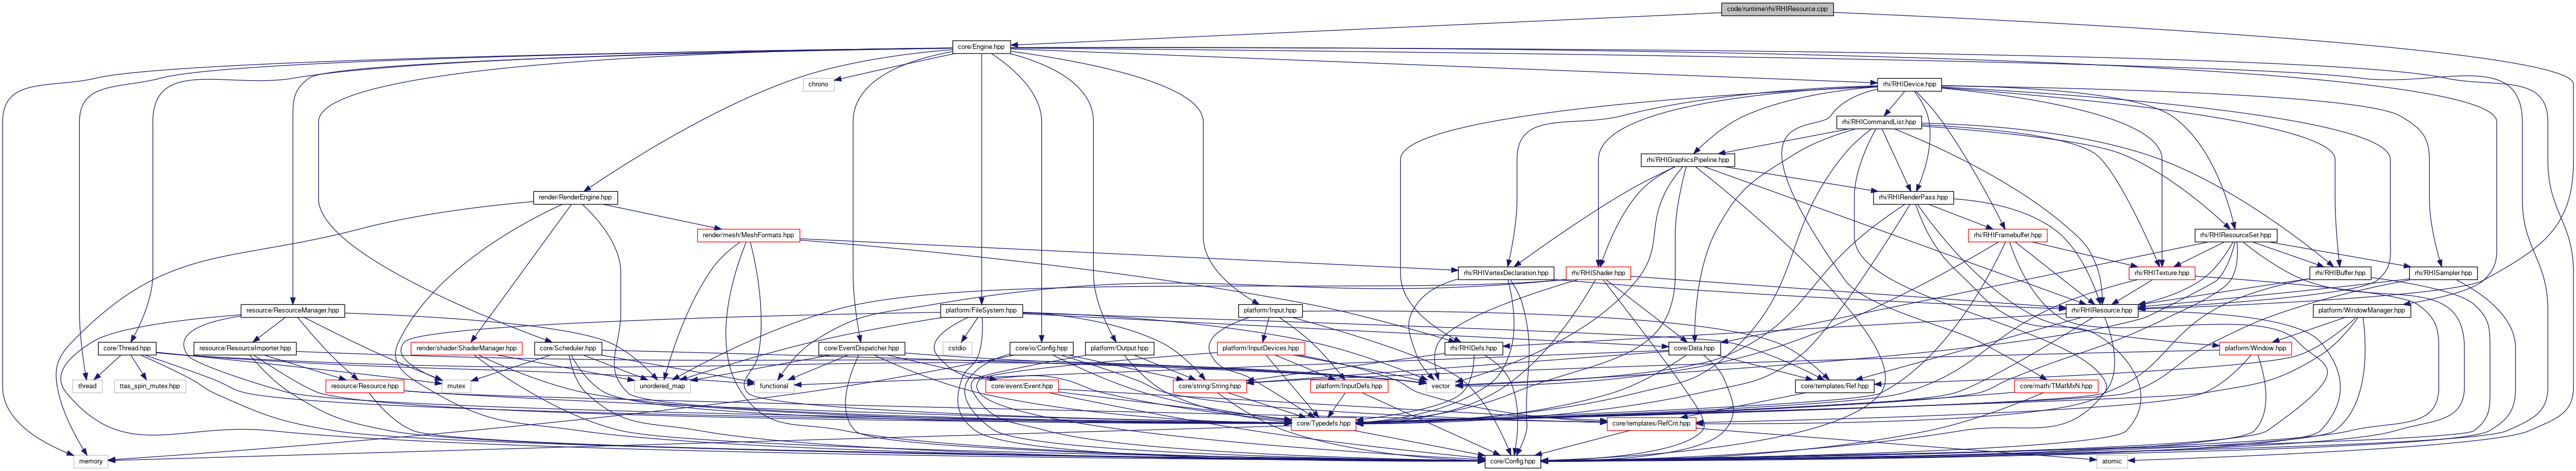 code/runtime/rhi/RHIResource.cpp
core/Engine.hpp
chrono
rhi/RHIDevice.hpp
rhi/RHICommandList.hpp
rhi/RHIGraphicsPipeline.hpp
render/RenderEngine.hpp
rhi/RHIRenderPass.hpp
render/mesh/MeshFormats.hpp
rhi/RHIFramebuffer.hpp
rhi/RHIResourceSet.hpp
rhi/RHIVertexDeclaration.hpp
rhi/RHIShader.hpp
rhi/RHITexture.hpp
rhi/RHIBuffer.hpp
rhi/RHISampler.hpp
resource/ResourceManager.hpp
platform/FileSystem.hpp
platform/Input.hpp
rhi/RHIResource.hpp
platform/WindowManager.hpp
core/Thread.hpp
resource/ResourceImporter.hpp
render/shader/ShaderManager.hpp
core/Scheduler.hpp
core/EventDispatcher.hpp
cstdio
core/io/Config.hpp
platform/Output.hpp
platform/InputDevices.hpp
rhi/RHIDefs.hpp
core/Data.hpp
platform/Window.hpp
thread
ttas_spin_mutex.hpp
resource/Resource.hpp
mutex
unordered_map
functional
core/event/Event.hpp
core/string/String.hpp
platform/InputDefs.hpp
vector
core/templates/Ref.hpp
core/math/TMatMxN.hpp
core/Typedefs.hpp
core/templates/RefCnt.hpp
memory
core/Config.hpp
atomic